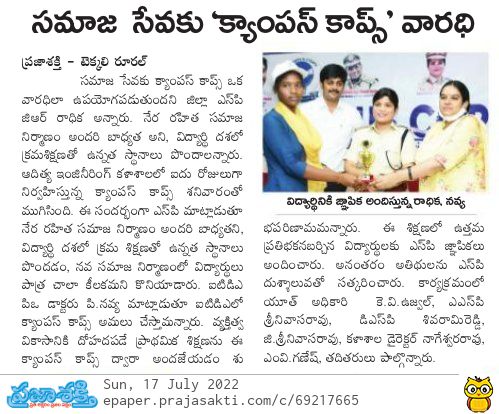 సమాజ సేవకు 'క్యాంపస్ కాప్స్' వారధి
ప్రజాశక్తి - టెక్కలి రూరల్
సమాజ సేవకు క్యాంపస్ కాప్స్ ఒక
వారధిలా ఉపయోగపడుతుందని జిల్లా ఎస్‌పి
జిఆర్ రాధిక అన్నారు. నేర రహిత సమాజ
నిర్మాణం అందరి బాధ్యత అని, విద్యార్థి దశలో
క్రమశిక్షణతో ఉన్నత స్థానాలు పొందాలన్నారు.
ఆదిత్య ఇంజినీరింగ్ కళాశాలలో ఐదు రోజులుగా
నిర్వహిస్తున్న క్యాంపస్ కాప్స్ శనివారంతో
ముగిసింది. ఈ సందర్భంగా ఎస్‌పి మాట్లాడుతూ
నేర రహిత సమాజ నిర్మాణం అందరి బాధ్యతని,
విద్యార్థి దశలో క్రమ శిక్షణతో ఉన్నత స్థానాలు
పొందడం, నవ సమాజ నిర్మాణంలో విద్యార్థులు
పాత్ర చాలా కీలకమని కొనియాడారు. ఐటిడిఎ
పిఒ డాక్టరు పి.నవ్య మాట్లాడుతూ ఐటిడిఎలో
క్యాంపస్ కాప్స్ అమలు చేస్తామన్నారు. వ్యక్తిత్వ
వికాసానికి దోహదపడే ప్రాథమిక శిక్షణను ఈ
క్యాంపస్ కాప్స్ ద్వారా అందజేయడం శు
విద్యార్థినికి జ్ఞాపిక అందిస్తున్న రాధిక, నవ్య
భపరిణామమన్నారు. ఈ శిక్షణలో ఉత్తమ
ప్రతిభకనబర్చిన విద్యార్థులకు ఎస్‌పి జ్ఞాపికలు
అందించారు. అనంతరం అతిథులను ఎస్‌పి
దుశ్శాలువతో సత్కరించారు. కార్యక్రమంలో
యూత్ అధికారి కె.వి.ఉజ్వల్, ఎఎస్‌పి
శ్రీనివాసరావు, డిఎస్‌పి శివరామిరెడ్డి,
జి.శ్రీనివాసరావు, కళాశాల డైరెక్టర్ నాగేశ్వరరావు,
ఎంవి.గణేష్, తదితరులు పాల్గొన్నారు.
ప్రజాశక్తి
Sun, 17 July 2022
epaper.prajasakti.com/c/69217665